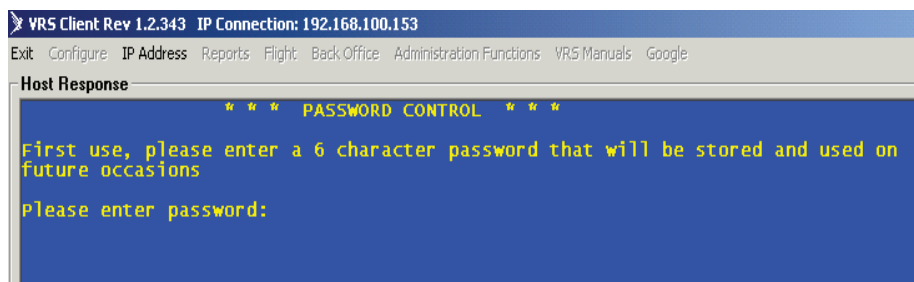 VRS Client Rev 1.2.343 IP Connection: 192.168.100.153
Exit Configure IP Address Reports Flight Back Office Administration Functions VRS Manuals Google
Host Response
* * * PASSWORD CONTROL * * *
First use, please enter a 6 character password that will be stored and used on
future occasions
Please enter password: